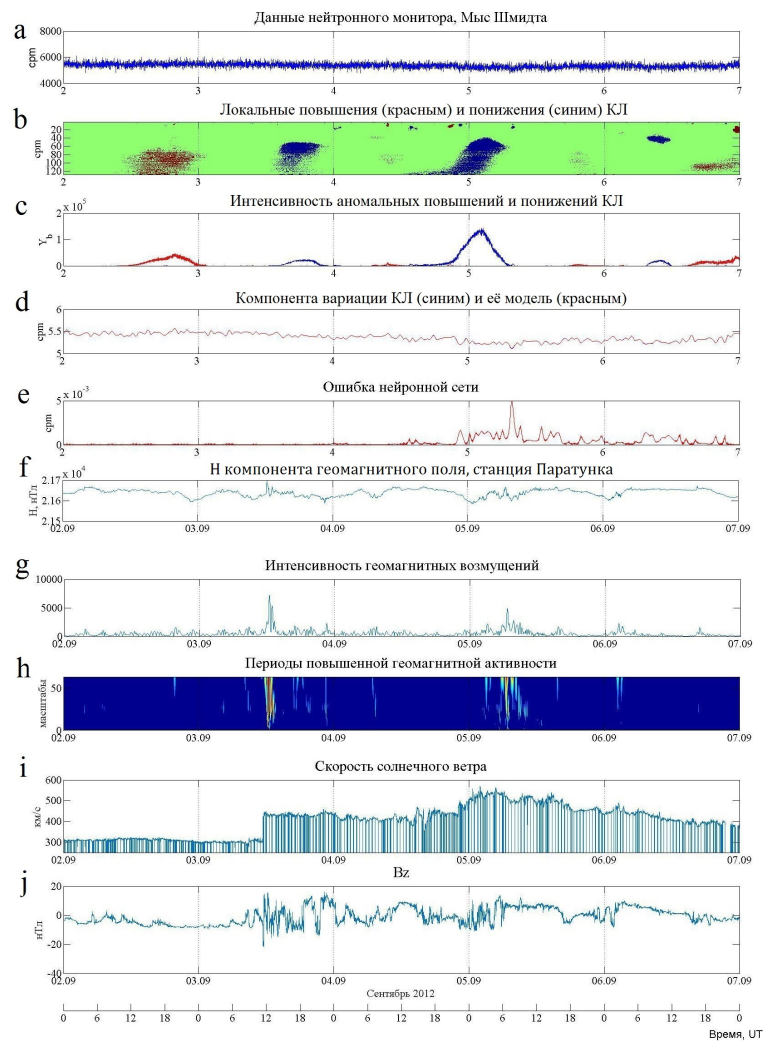 a
Данные нейтронного монитора, Мыс Шмидта
cpm
8000
6000
4000
2 3 4 5 6 7
b
Локальные повышения (красным) и понижения (синим) КЛ
cpm
20
40
60
80
100
120
2 3 4 5 6 7
c
Интенсивность аномальных повышений и понижений КЛ
x 10^5
Y_b
2
1
0
2 3 4 5 6 7
d
Компонента вариации КЛ (синим) и её модель (красным)
cpm
6
5.5
5
2 3 4 5 6 7
e
Ошибка нейронной сети
x 10^-3
cpm
5
0
2 3 4 5 6 7
f
H компонента геомагнитного поля, станция Паратунка
x 10^4
H, нТл
2.17
2.16
2.15
02.09 03.09 04.09 05.09 06.09 07.09
g
Интенсивность геомагнитных возмущений
10000
5000
0
02.09 03.09 04.09 05.09 06.09 07.09
h
Периоды повышенной геомагнитной активности
масштабы
50
0
02.09 03.09 04.09 05.09 06.09 07.09
i
Скорость солнечного ветра
км/с
600
500
400
300
02.09 03.09 04.09 05.09 06.09 07.09
j
Bz
нТл
20
0
-20
-40
02.09 03.09 04.09 05.09 06.09 07.09
Сентябрь 2012
0 6 12 18 0 6 12 18 0 6 12 18 0 6 12 18 0 6 12 18 0
Время, UT